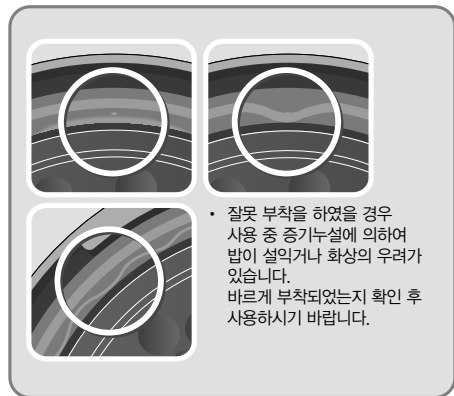 • 잘못 부착을 하였을 경우
사용 중 증기누설에 의하여
밥이 설익거나 화상의 우려가
있습니다.
바르게 부착되었는지 확인 후
사용하시기 바랍니다.